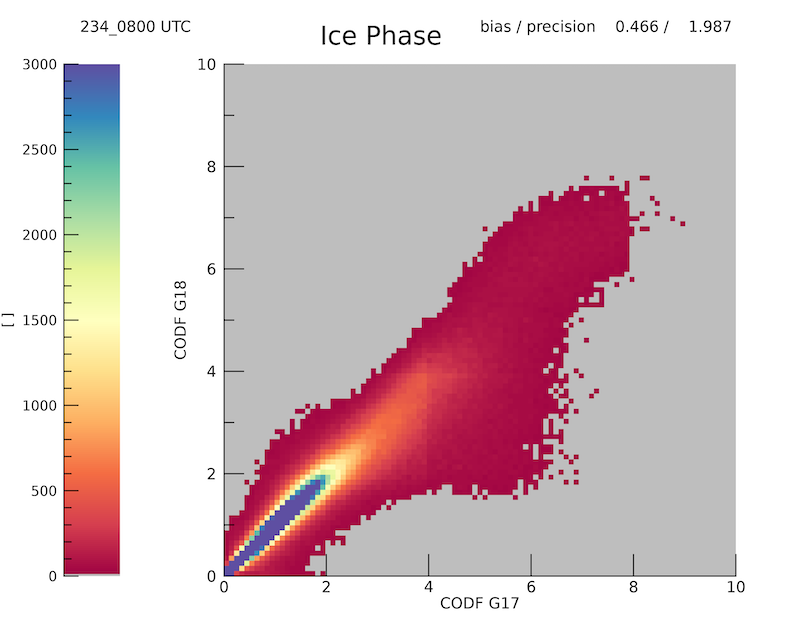 234_0800 UTC
Ice Phase
bias / precision 0.466 / 1.987
3000
2500
2000
1500
1000
500
0
[ ]
10
8
6
4
2
0
CODF G18
0 2 4 6 8 10
CODF G17